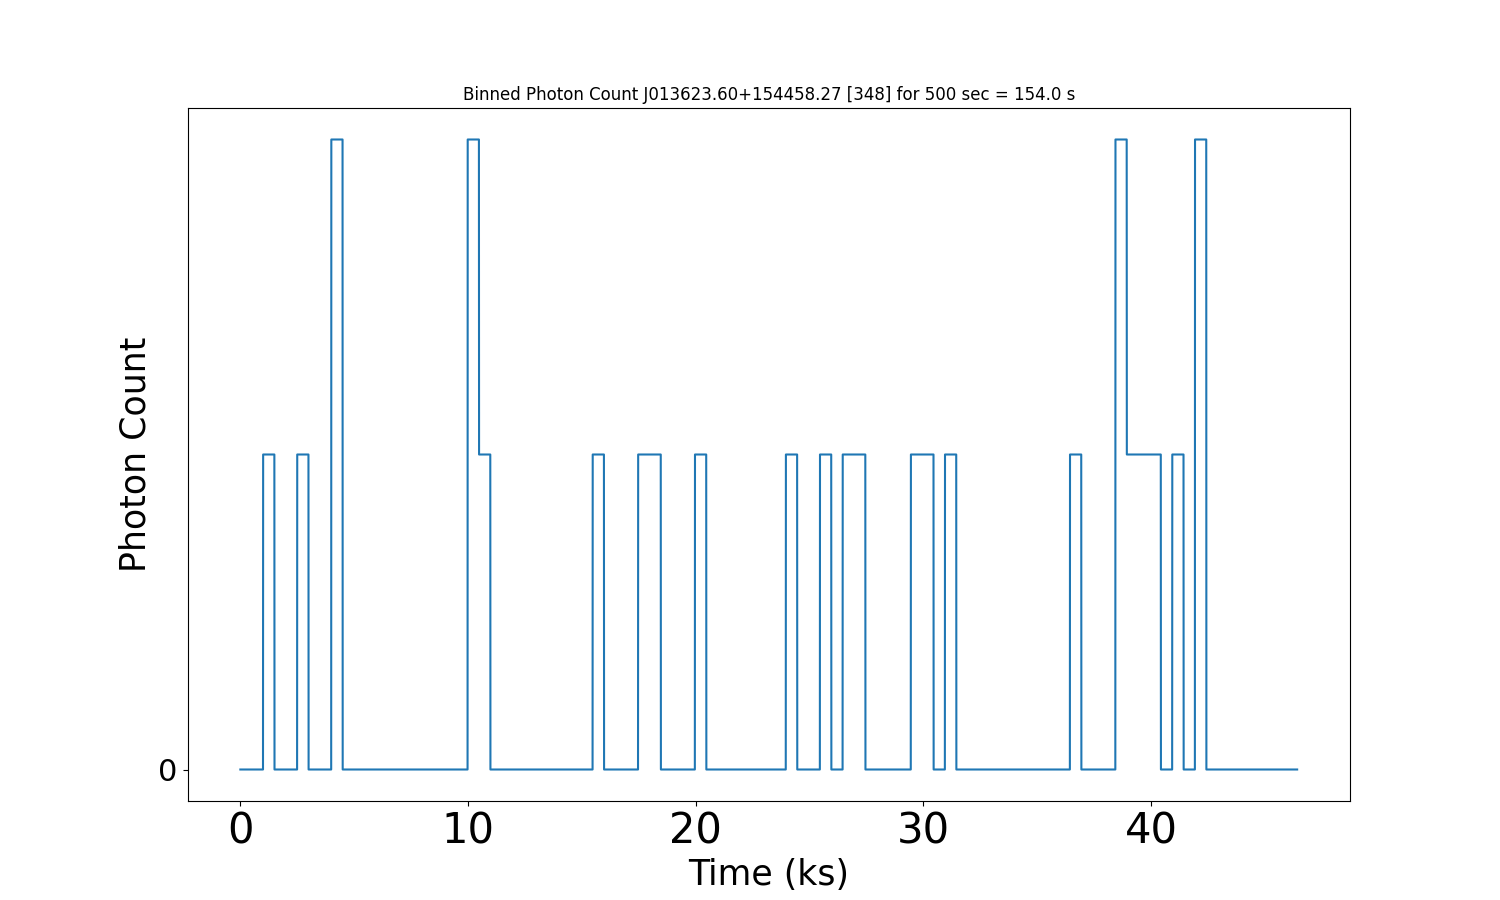 Binned Photon Count J013623.60+154458.27 [348] for 500 sec = 154.0 s
Photon Count
0
0 10 20 30 40
Time (ks)